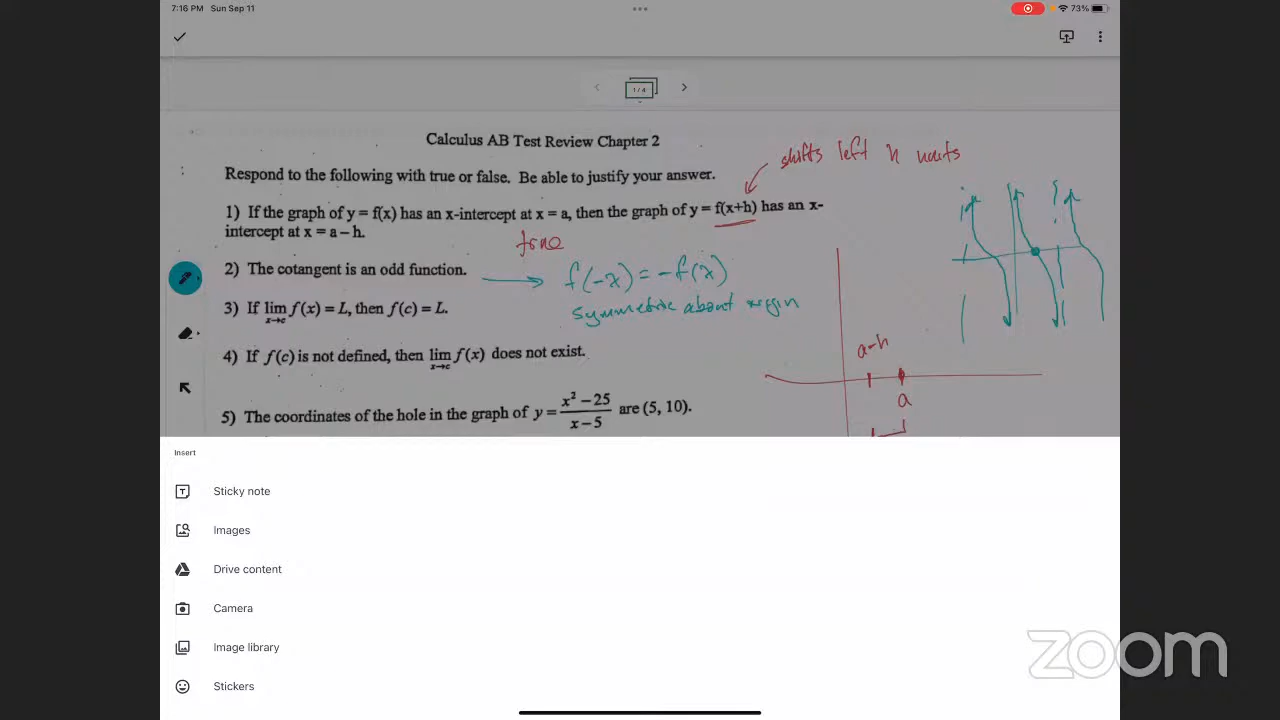 7:16 PM Sun Sep 11
73%
1 / 4
Calculus AB Test Review Chapter 2
shifts left h units
Respond to the following with true or false. Be able to justify your answer.
1) If the graph of y = f(x) has an x-intercept at x = a, then the graph of y = f(x+h) has an x-
intercept at x = a – h.
true
2) The cotangent is an odd function.
f(-x) = -f(x)
symmetric about origin
3) If lim x→c f(x) = L, then f(c) = L.
a-h
4) If f(c) is not defined, then lim x→c f(x) does not exist.
a
5) The coordinates of the hole in the graph of y = x² – 25 / x – 5 are (5, 10).
Insert
Sticky note
Images
Drive content
Camera
Image library
Stickers
zoom